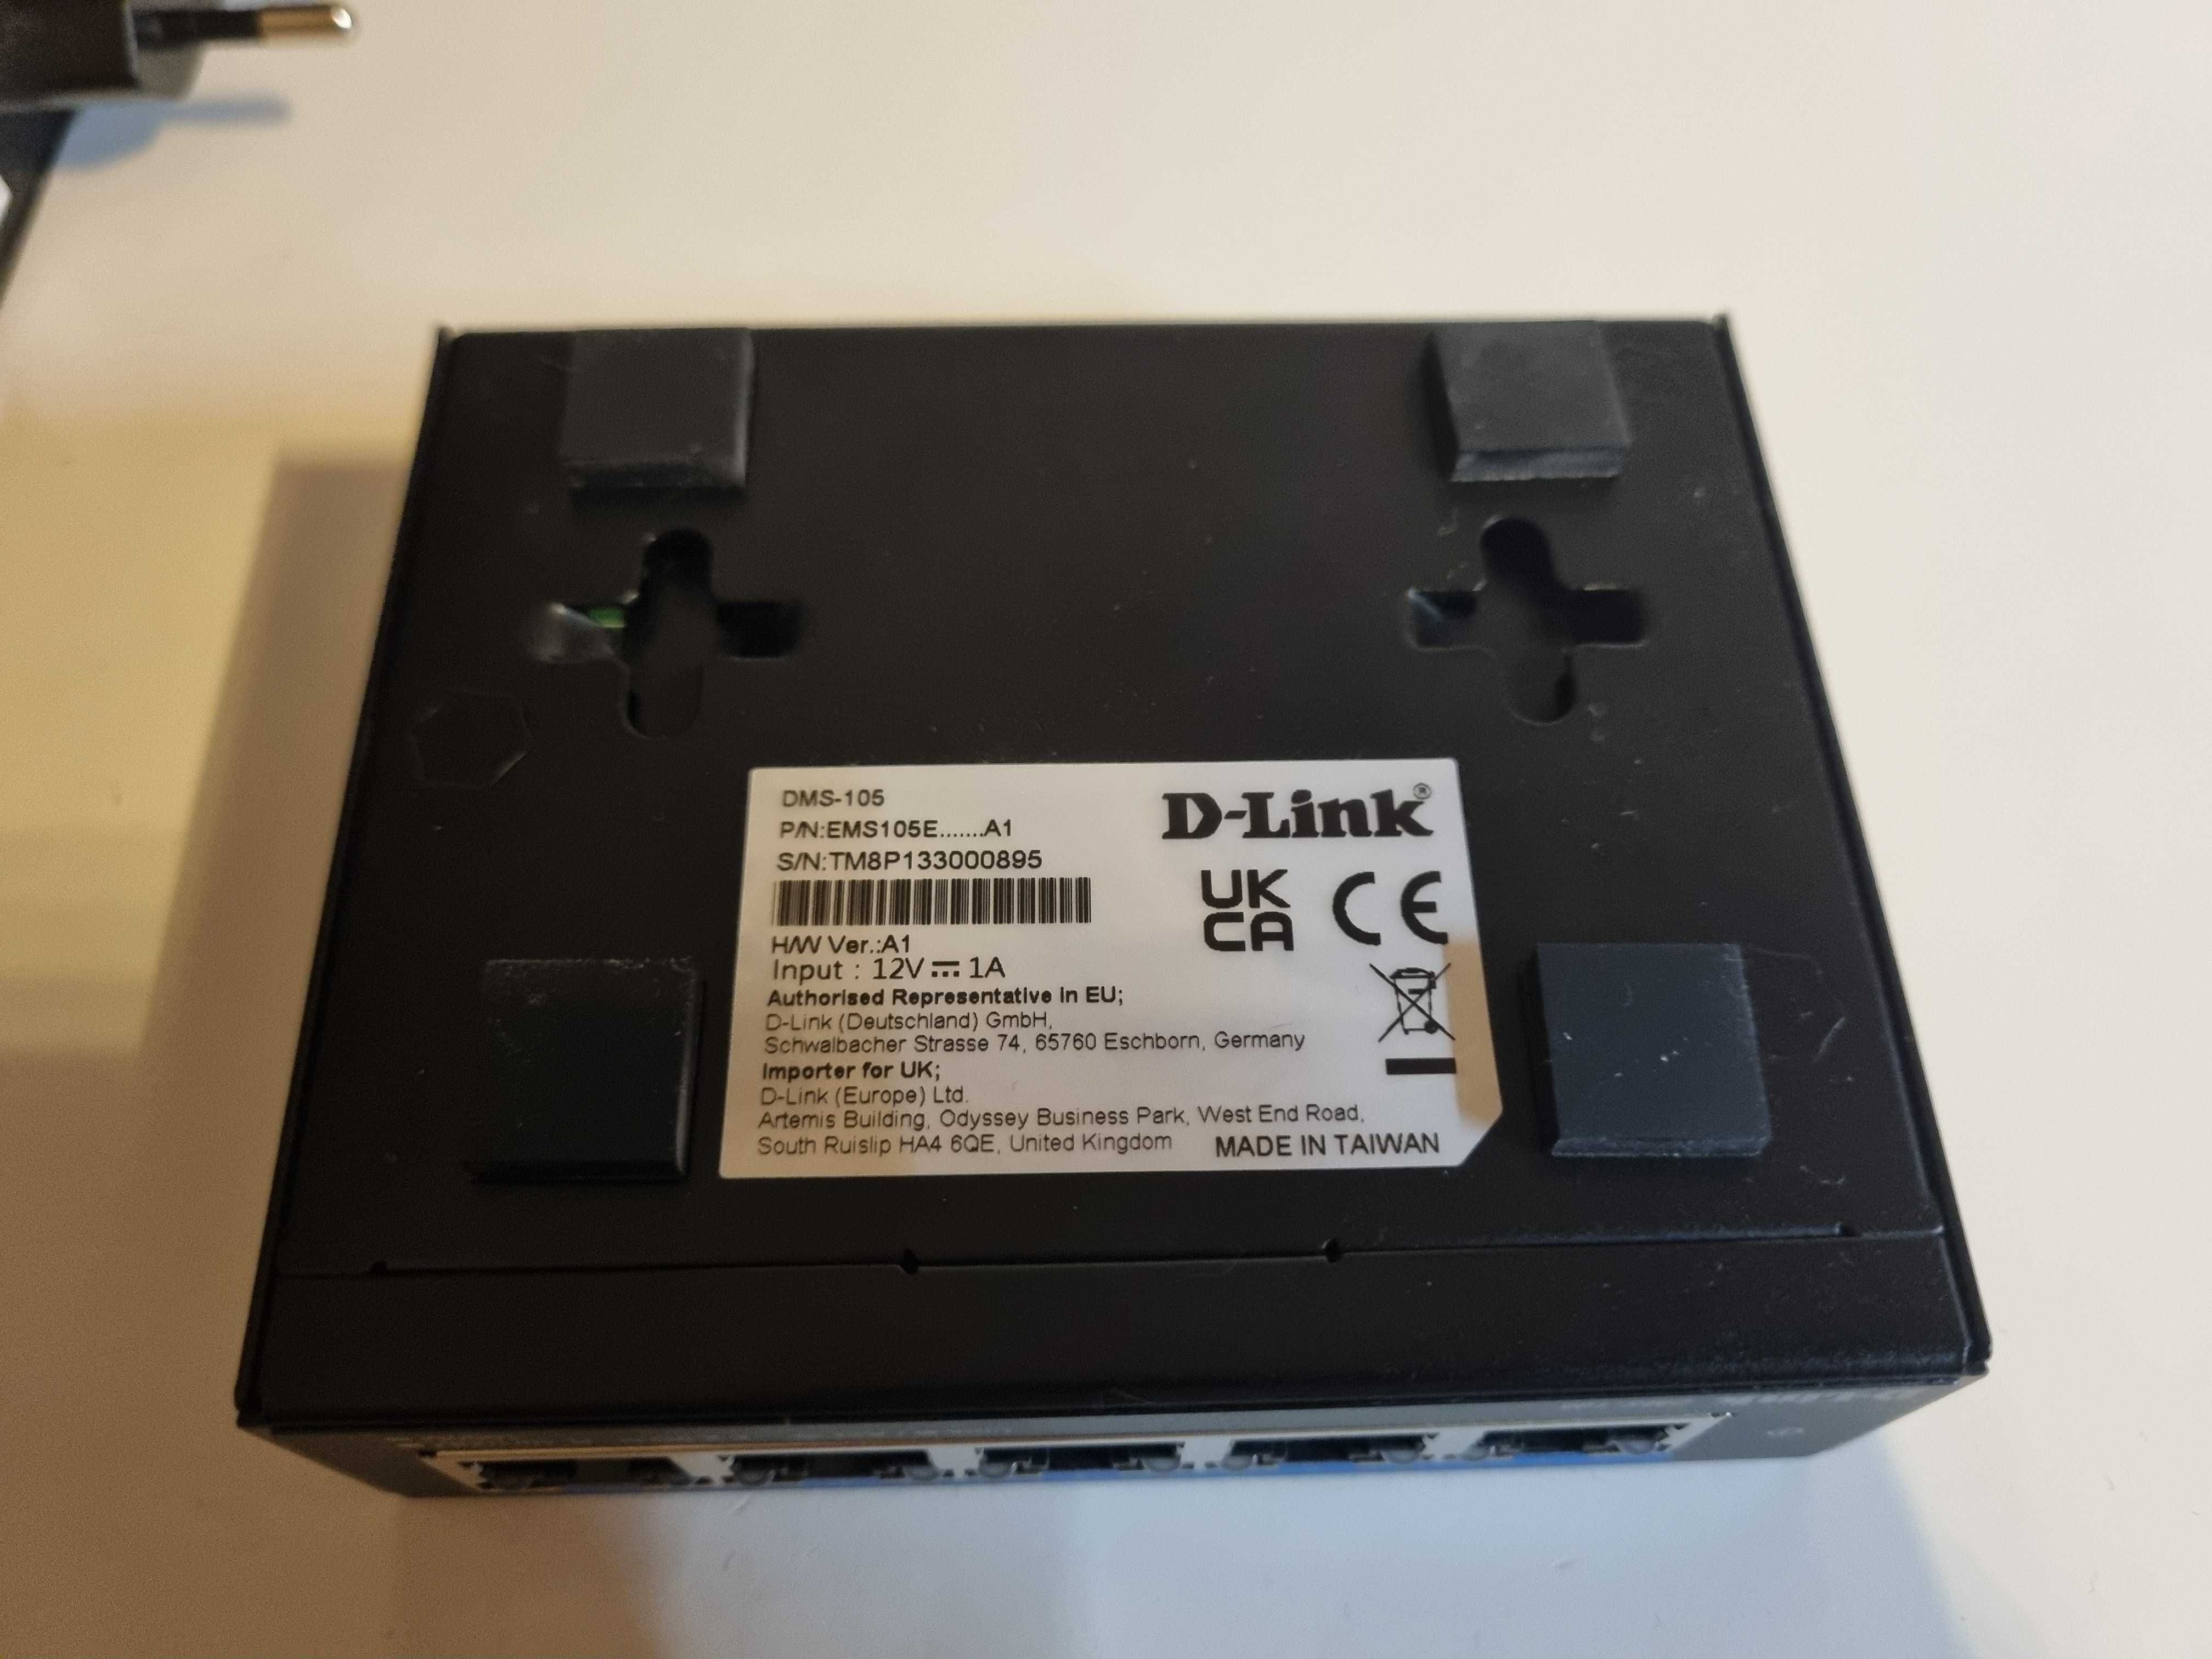 DMS-105
P/N:EMS105E.......A1
S/N:TM8P133000895
D-Link®
UK
CA
CE
H/W Ver.:A1
Input : 12V⎓1A
Authorised Representative in EU;
D-Link (Deutschland) GmbH,
Schwalbacher Strasse 74, 65760 Eschborn, Germany
Importer for UK;
D-Link (Europe) Ltd.
Artemis Building, Odyssey Business Park, West End Road,
South Ruislip HA4 6QE, United Kingdom
MADE IN TAIWAN